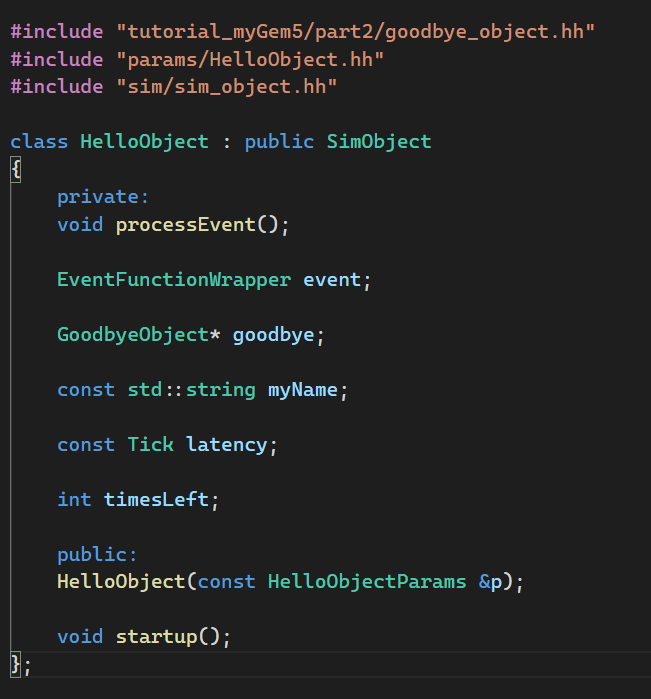 #include "tutorial_myGem5/part2/goodbye_object.hh"
#include "params/HelloObject.hh"
#include "sim/sim_object.hh"
class HelloObject : public SimObject
{
private:
void processEvent();
EventFunctionWrapper event;
GoodbyeObject* goodbye;
const std::string myName;
const Tick latency;
int timesLeft;
public:
HelloObject(const HelloObjectParams &p);
void startup();
};